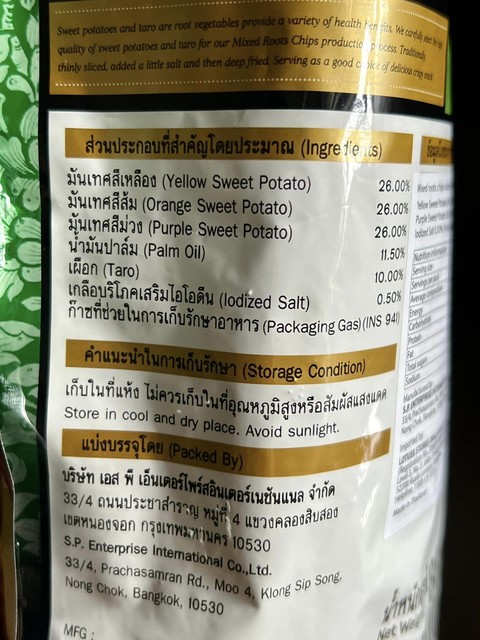 Sweet potatoes and taro are root vegetables provide a variety of health benefits. We carefully select the high
quality of sweet potatoes and taro for our Mixed Roots Chips production process. Traditionally
thinly sliced, added a little salt and then deep fried. Serving as a good choice of delicious crispy snack
ส่วนประกอบที่สำคัญโดยประมาณ (Ingredients)
มันเทศสีเหลือง (Yellow Sweet Potato) 26.00%
มันเทศสีส้ม (Orange Sweet Potato) 26.00%
มันเทศสีม่วง (Purple Sweet Potato) 26.00%
น้ำมันปาล์ม (Palm Oil) 11.50%
เผือก (Taro) 10.00%
เกลือบริโภคเสริมไอโอดีน (Iodized Salt) 0.50%
ก๊าซที่ช่วยในการเก็บรักษาอาหาร (Packaging Gas) (INS 941)
คำแนะนำในการเก็บรักษา (Storage Condition)
เก็บในที่แห้ง ไม่ควรเก็บในที่อุณหภูมิสูงหรือสัมผัสแสงแดด
Store in cool and dry place. Avoid sunlight.
แบ่งบรรจุโดย (Packed By)
บริษัท เอส พี เอ็นเตอร์ไพร์สอินเตอร์เนชันแนล จำกัด
33/4 ถนนประชาสำราญ หมู่ที่ 4 แขวงคลองสิบสอง
เขตหนองจอก กรุงเทพมหานคร 10530
S.P. Enterprise International Co.,Ltd.
33/4, Prachasamran Rd., Moo 4, Klong Sip Song,
Nong Chok, Bangkok, 10530
MFG :
Nutrition Information
Serving size
Energy
Carbohydrate
Protein
Fat
Total sugar
Sodium
Net Wei